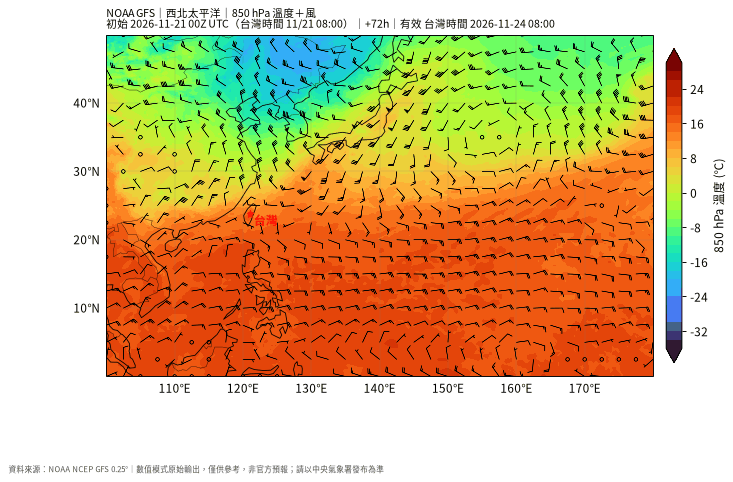 NOAA GFS｜西北太平洋｜850 hPa 溫度＋風
初始 2026-11-21 00Z UTC（台灣時間 11/21 08:00）｜+72h｜有效 台灣時間 2026-11-24 08:00
40°N
30°N
20°N
10°N
台灣
110°E 120°E 130°E 140°E 150°E 160°E 170°E
24
16
8
0
-8
-16
-24
-32
850 hPa 溫度 (°C)
資料來源：NOAA NCEP GFS 0.25°｜數值模式原始輸出，僅供參考，非官方預報；請以中央氣象署發布為準